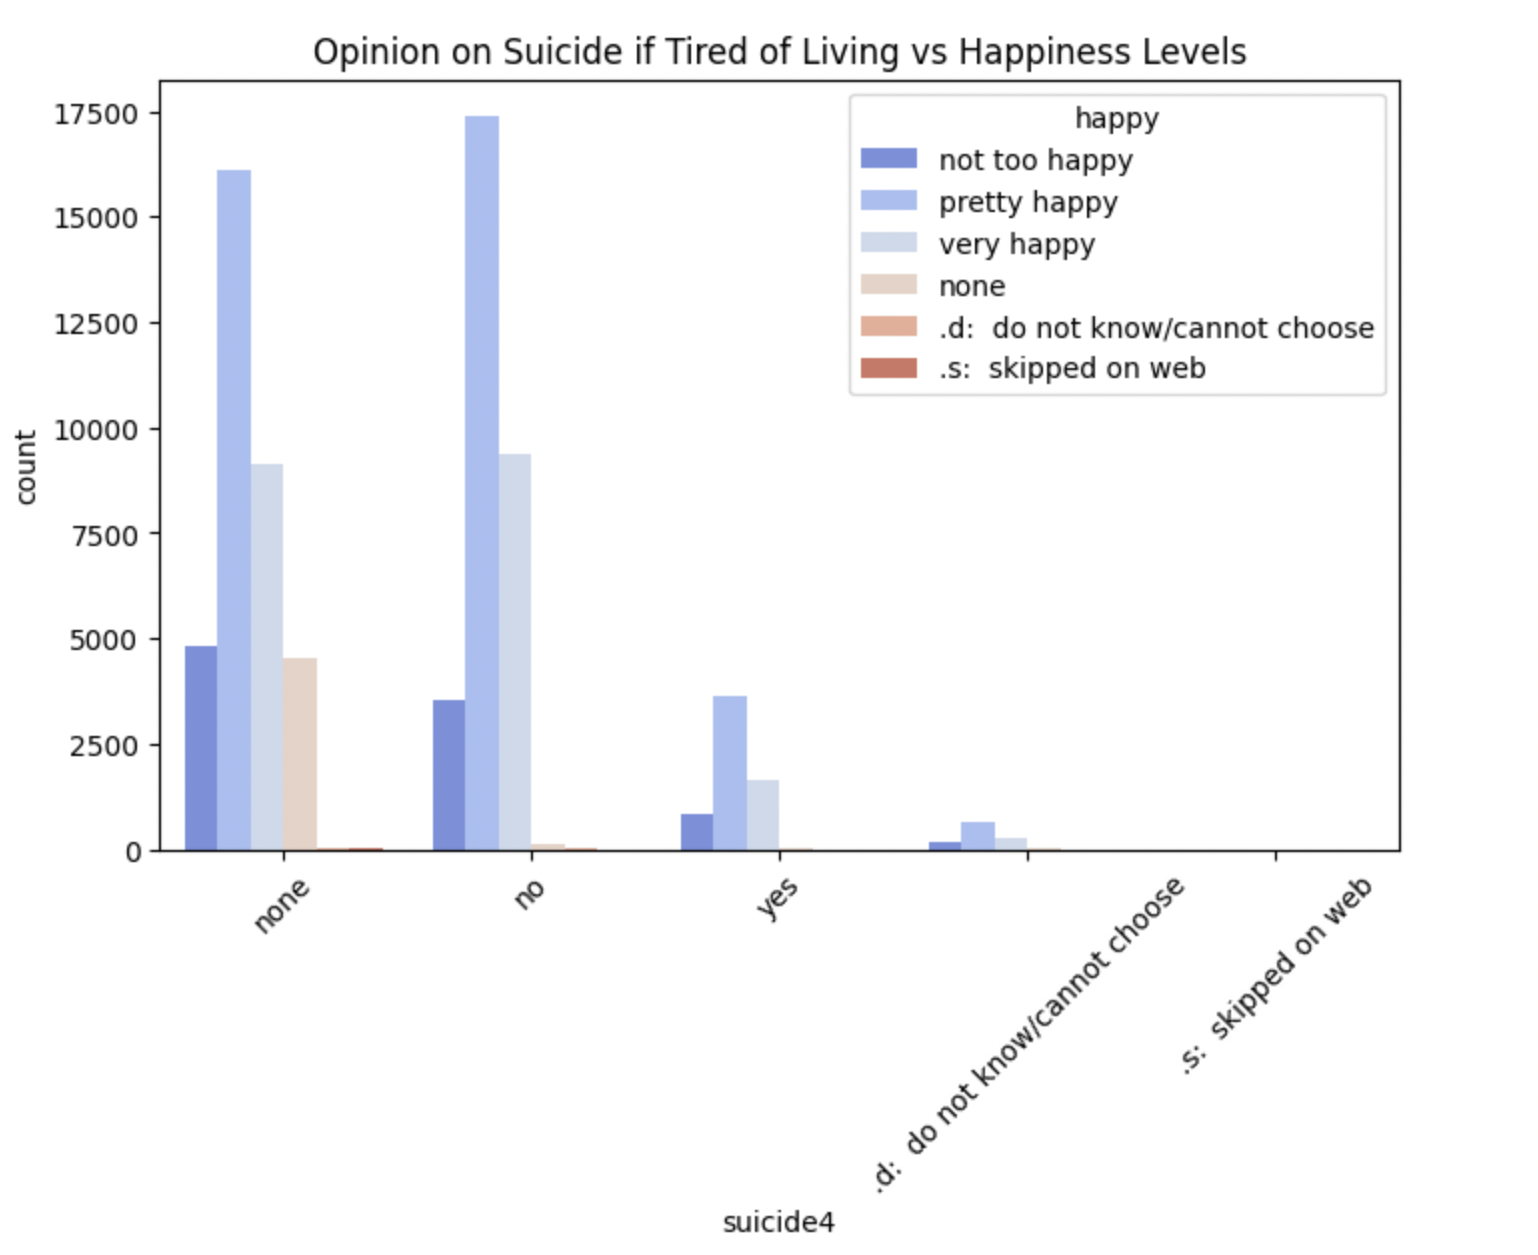 Opinion on Suicide if Tired of Living vs Happiness Levels
17500
15000
12500
10000
7500
5000
2500
0
count
happy
not too happy
pretty happy
very happy
none
.d:  do not know/cannot choose
.s:  skipped on web
none
no
yes
.d:  do not know/cannot choose
.s:  skipped on web
suicide4